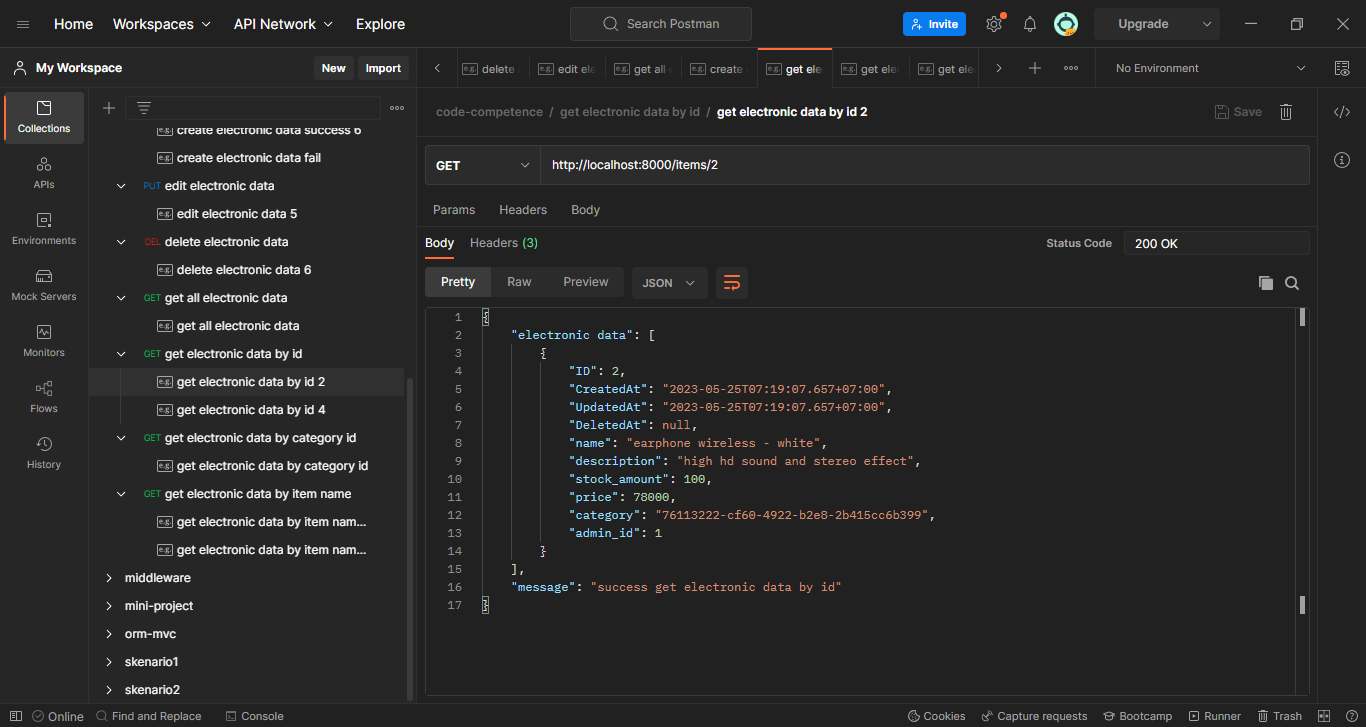 Home Workspaces API Network Explore Search Postman Invite Upgrade
My Workspace New Import
e.g. delete e.g. edit ele e.g. get all e.g. create e.g. get ele e.g. get ele e.g. get ele No Environment
Collections
APIs
Environments
Mock Servers
Monitors
Flows
History
e.g. create electronic data success 6
e.g. create electronic data fail
PUT edit electronic data
e.g. edit electronic data 5
DEL delete electronic data
e.g. delete electronic data 6
GET get all electronic data
e.g. get all electronic data
GET get electronic data by id
e.g. get electronic data by id 2
e.g. get electronic data by id 4
GET get electronic data by category id
e.g. get electronic data by category id
GET get electronic data by item name
e.g. get electronic data by item nam...
e.g. get electronic data by item nam...
middleware
mini-project
orm-mvc
skenario1
skenario2
code-competence / get electronic data by id / get electronic data by id 2 Save
GET http://localhost:8000/items/2
Params Headers Body
Body Headers (3) Status Code 200 OK
Pretty Raw Preview JSON
1 {
2 "electronic data": [
3 {
4 "ID": 2,
5 "CreatedAt": "2023-05-25T07:19:07.657+07:00",
6 "UpdatedAt": "2023-05-25T07:19:07.657+07:00",
7 "DeletedAt": null,
8 "name": "earphone wireless - white",
9 "description": "high hd sound and stereo effect",
10 "stock_amount": 100,
11 "price": 78000,
12 "category": "76113222-cf60-4922-b2e8-2b415cc6b399",
13 "admin_id": 1
14 }
15 ],
16 "message": "success get electronic data by id"
17 }
Online Find and Replace Console Cookies Capture requests Bootcamp Runner Trash